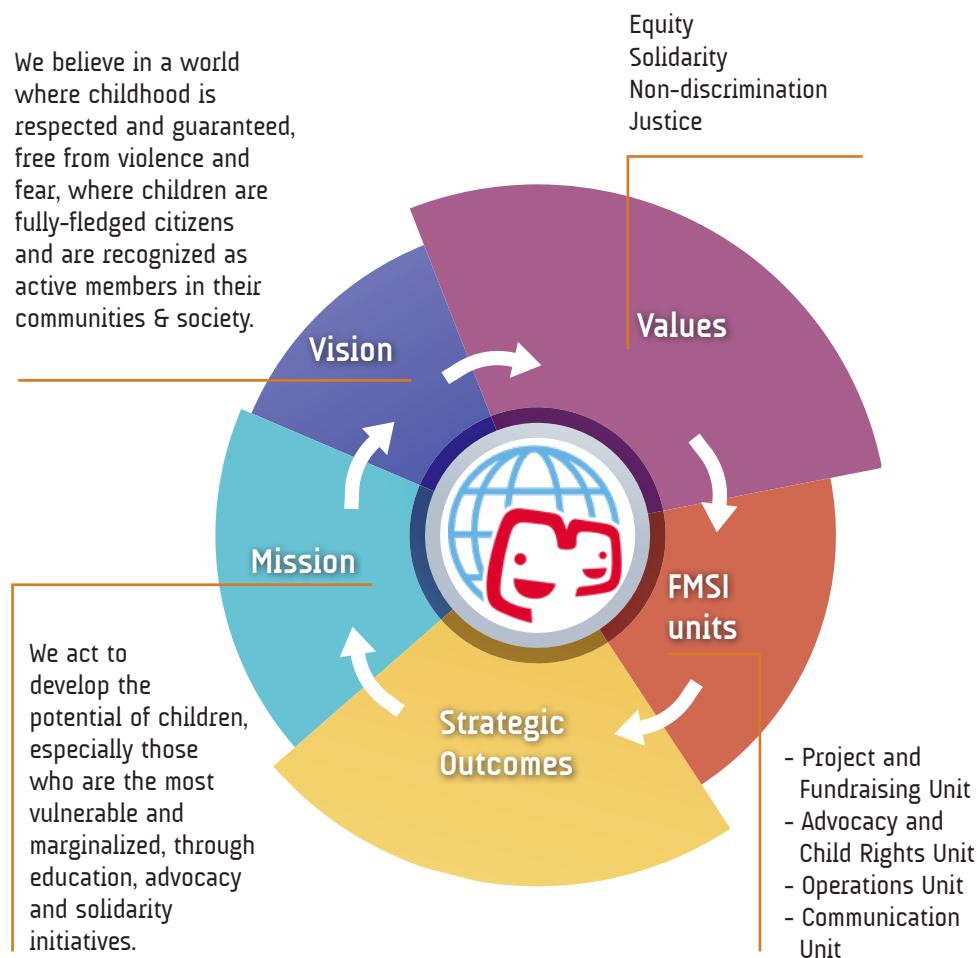 We believe in a world
where childhood is
respected and guaranteed,
free from violence and
fear, where children are
fully-fledged citizens
and are recognized as
active members in their
communities & society.
Equity
Solidarity
Non-discrimination
Justice
Vision
Values
Mission
FMSI
units
Strategic
Outcomes
We act to
develop the
potential of children,
especially those
who are the most
vulnerable and
marginalized, through
education, advocacy
and solidarity
initiatives.
- Project and
Fundraising Unit
- Advocacy and
Child Rights Unit
- Operations Unit
- Communication
Unit